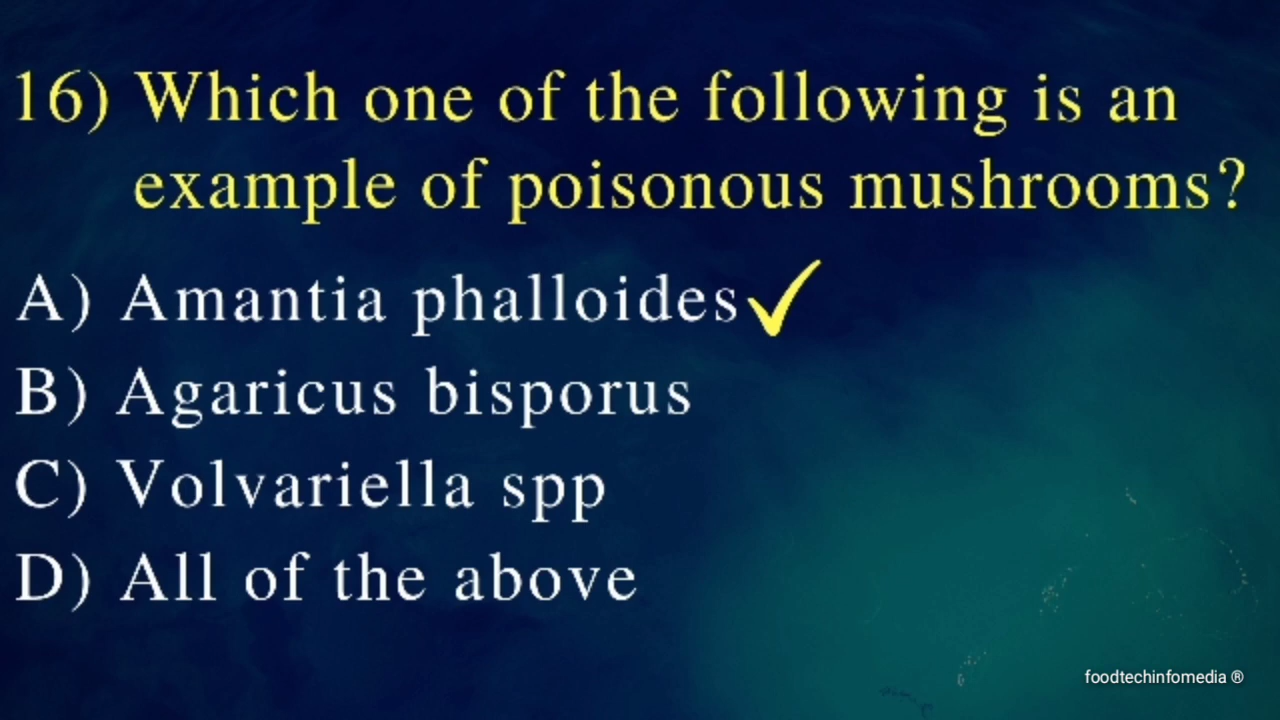 16) Which one of the following is an
example of poisonous mushrooms?
A) Amantia phalloides
B) Agaricus bisporus
C) Volvariella spp
D) All of the above
foodtechinfomedia ®